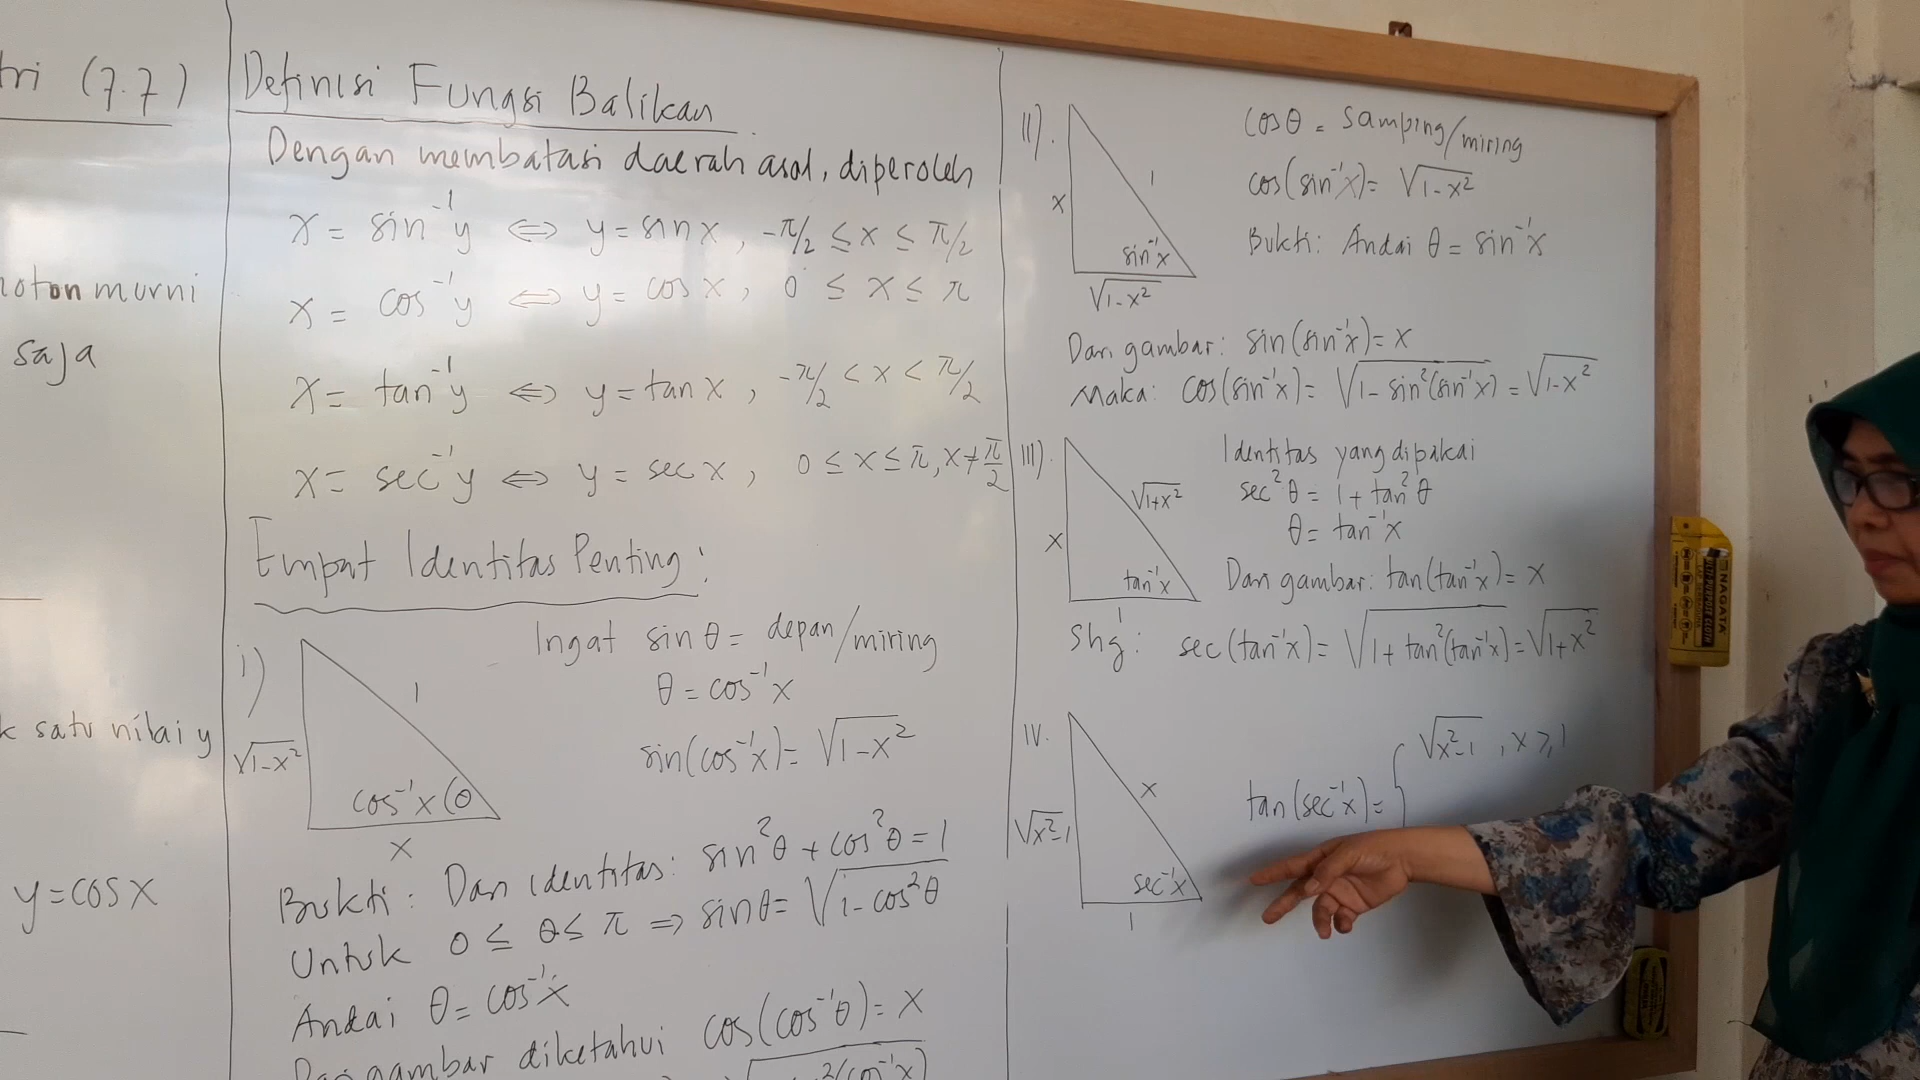 tri (7.7)
noton murni
saja
k satu nilai y
y = cos x
Definisi Fungsi Balikan
Dengan membatasi daerah asal, diperoleh
x = sin⁻¹y ⇔ y = sin x , -π/2 ≤ x ≤ π/2
x = cos⁻¹y ⇔ y = cos x , 0 ≤ x ≤ π
x = tan⁻¹y ⇔ y = tan x , -π/2 < x < π/2
x = sec⁻¹y ⇔ y = sec x , 0 ≤ x ≤ π, x ≠ π/2
Empat Identitas Penting :
i)
1
√1-x²
cos⁻¹x (θ
x
Ingat sin θ = depan/miring
θ = cos⁻¹x
sin(cos⁻¹x) = √1-x²
Bukti : Dari identitas: sin²θ + cos²θ = 1
Untuk 0 ≤ θ ≤ π ⇒ sin θ = √1-cos²θ
Andai θ = cos⁻¹x
Dari gambar diketahui cos(cos⁻¹θ) = x
²(cos⁻¹x)
II).
x
1
sin⁻¹x
√1-x²
cos θ = samping/miring
cos(sin⁻¹x) = √1-x²
Bukti: Andai θ = sin⁻¹x
Dari gambar: sin(sin⁻¹x) = x
Maka: cos(sin⁻¹x) = √1-sin²(sin⁻¹x) = √1-x²
III).
√1+x²
x
tan⁻¹x
1
Identitas yang dipakai
sec²θ = 1 + tan²θ
θ = tan⁻¹x
Dari gambar: tan(tan⁻¹x) = x
Shg: sec(tan⁻¹x) = √1+tan²(tan⁻¹x) = √1+x²
IV.
x
√x²-1
sec⁻¹x
1
tan(sec⁻¹x) = { √x²-1 , x ≥ 1
NAGATA